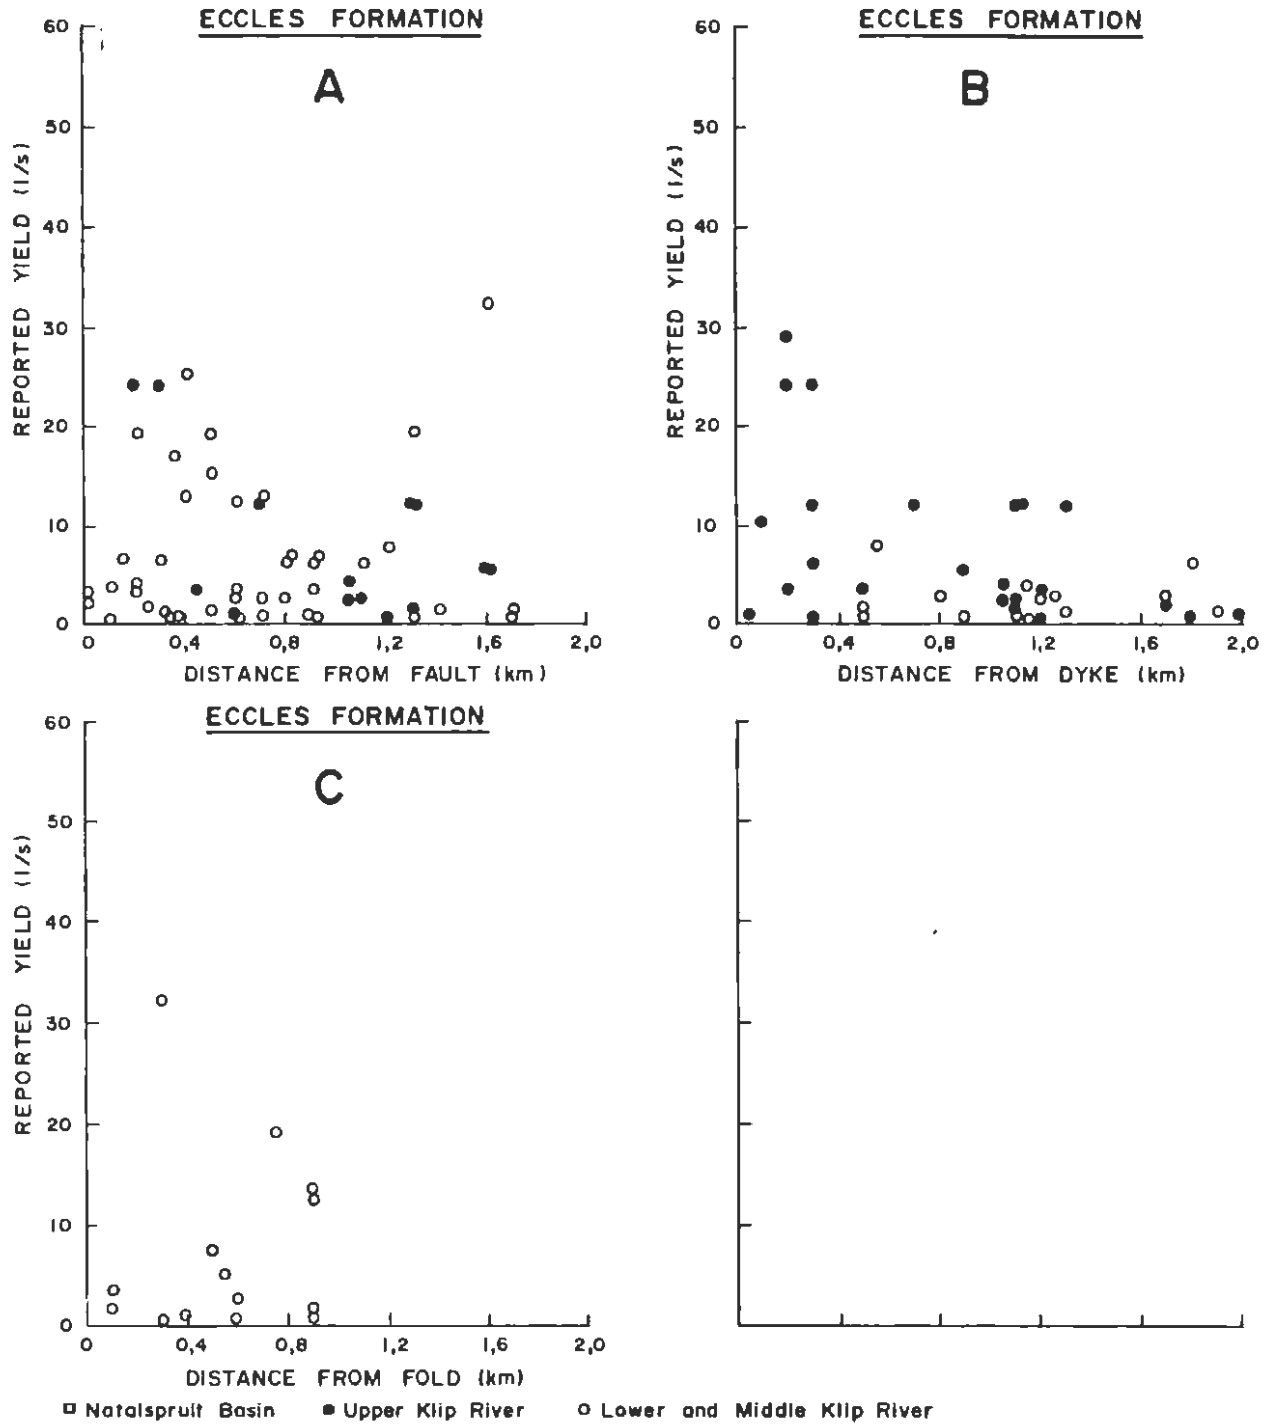 ECCLES FORMATION
A
60
50
40
30
20
10
0
REPORTED YIELD (l/s)
0 0,4 0,8 1,2 1,6 2,0
DISTANCE FROM FAULT (km)
ECCLES FORMATION
B
60
50
40
30
20
10
0
REPORTED YIELD (l/s)
0 0,4 0,8 1,2 1,6 2,0
DISTANCE FROM DYKE (km)
ECCLES FORMATION
C
60
50
40
30
20
10
0
REPORTED YIELD (l/s)
0 0,4 0,8 1,2 1,6 2,0
DISTANCE FROM FOLD (km)
Natalspruit Basin
Upper Klip River
Lower and Middle Klip River